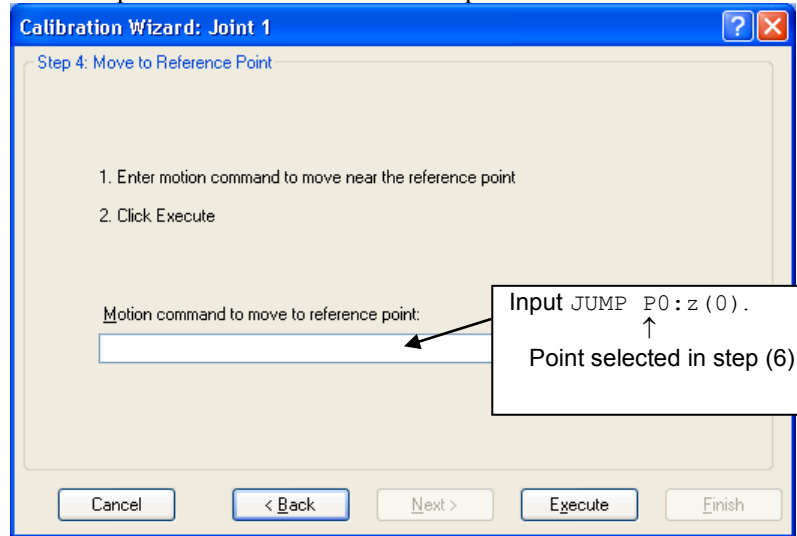 Calibration Wizard: Joint 1
Step 4: Move to Reference Point
1. Enter motion command to move near the reference point
2. Click Execute
Motion command to move to reference point:
Input JUMP P0:z(0).
↑
Point selected in step (6)
Cancel
< Back
Next >
Execute
Finish